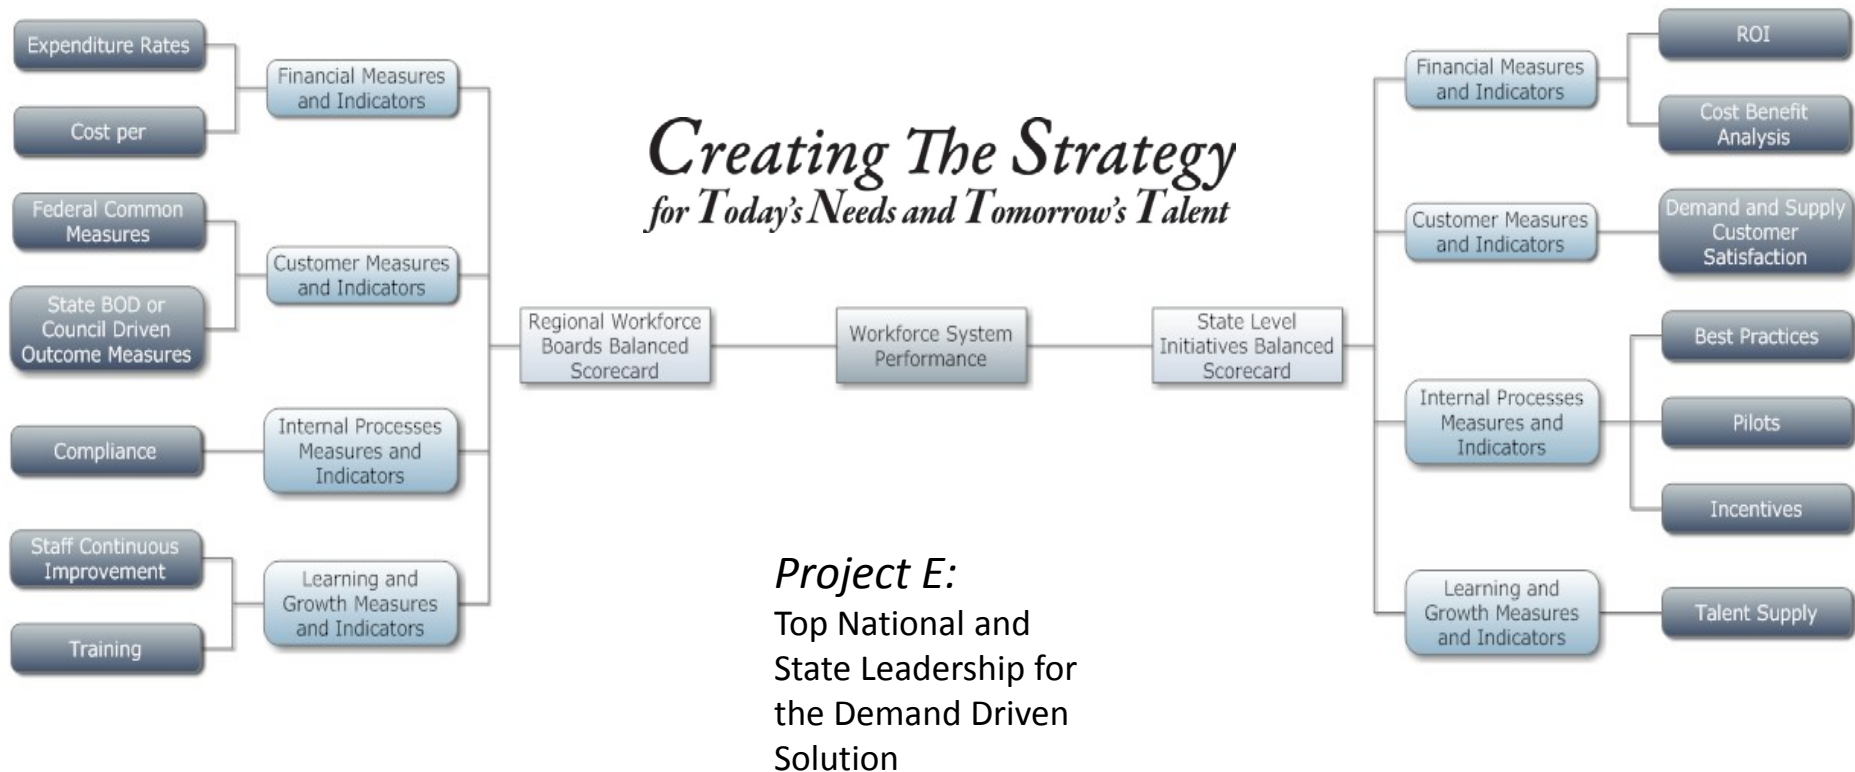 Expenditure Rates
Cost per
Financial Measures
and Indicators
Federal Common
Measures
State BOD or
Council Driven
Outcome Measures
Customer Measures
and Indicators
Compliance
Internal Processes
Measures and
Indicators
Staff Continuous
Improvement
Training
Learning and
Growth Measures
and Indicators
Regional Workforce
Boards Balanced
Scorecard
Creating The Strategy
for Today's Needs and Tomorrow's Talent
Workforce System
Performance
Project E:
Top National and
State Leadership for
the Demand Driven
Solution
State Level
Initiatives Balanced
Scorecard
Financial Measures
and Indicators
ROI
Cost Benefit
Analysis
Customer Measures
and Indicators
Demand and Supply
Customer
Satisfaction
Internal Processes
Measures and
Indicators
Best Practices
Pilots
Incentives
Learning and
Growth Measures
and Indicators
Talent Supply